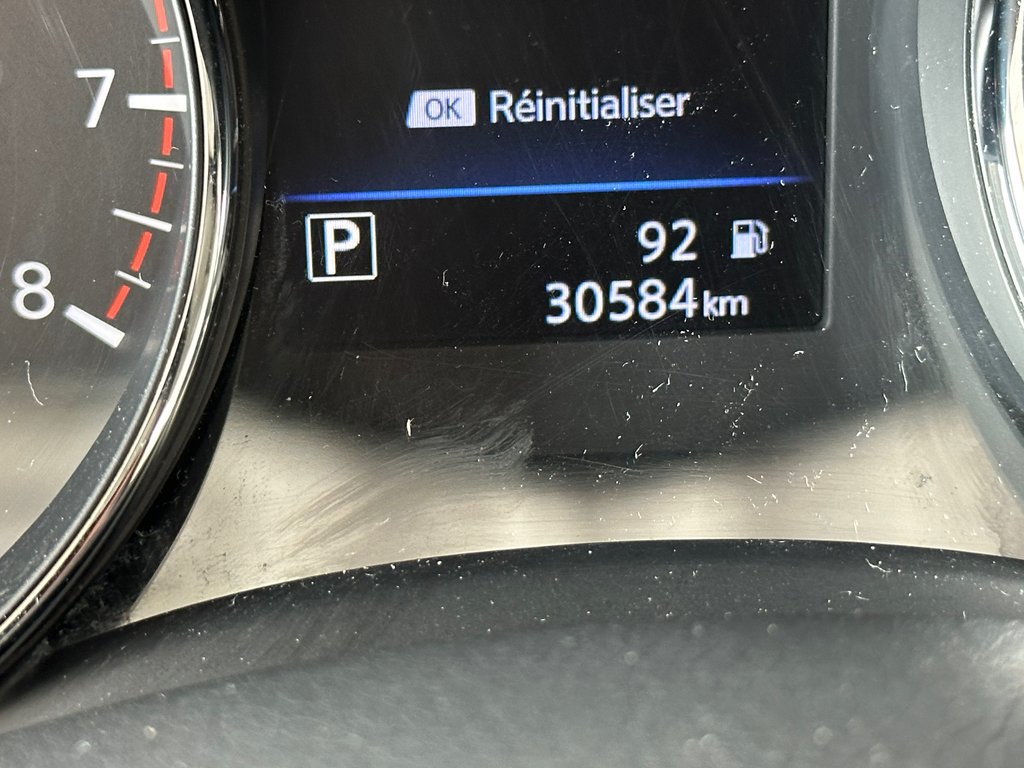 7
8
OK Réinitialiser
P 92
30584km